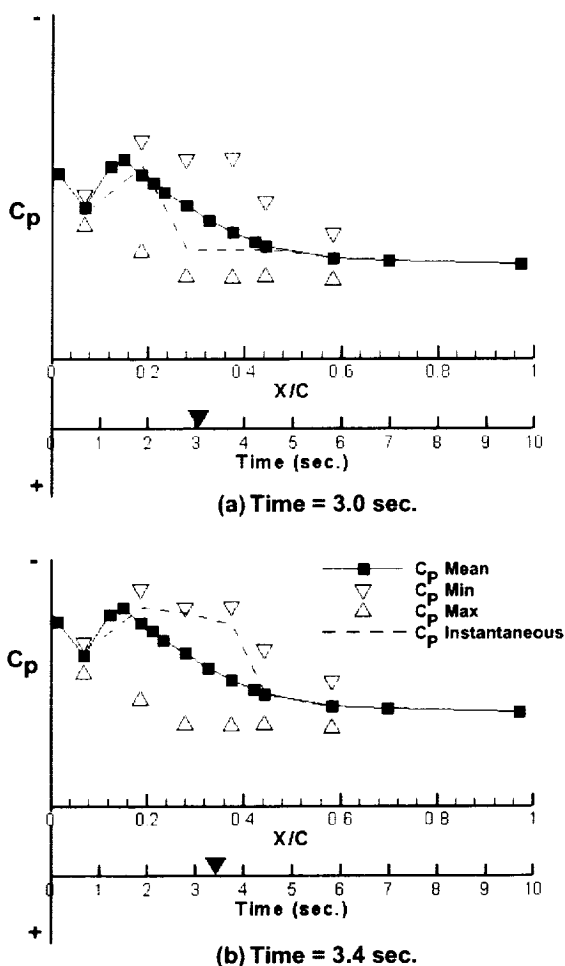 -
Cp
0 0.2 0 4 0 6 0 8 1
X/C
0 1 2 3 4 5 6 7 8 9 10
Time (sec.)
+
(a) Time = 3.0 sec.
-
Cp Mean
Cp Min
Cp Max
Cp Instantaneous
Cp
0 0.2 0 4 0 6 0 8 1
X/C
0 1 2 3 4 5 6 7 8 9 10
Time (sec.)
+
(b) Time = 3.4 sec.